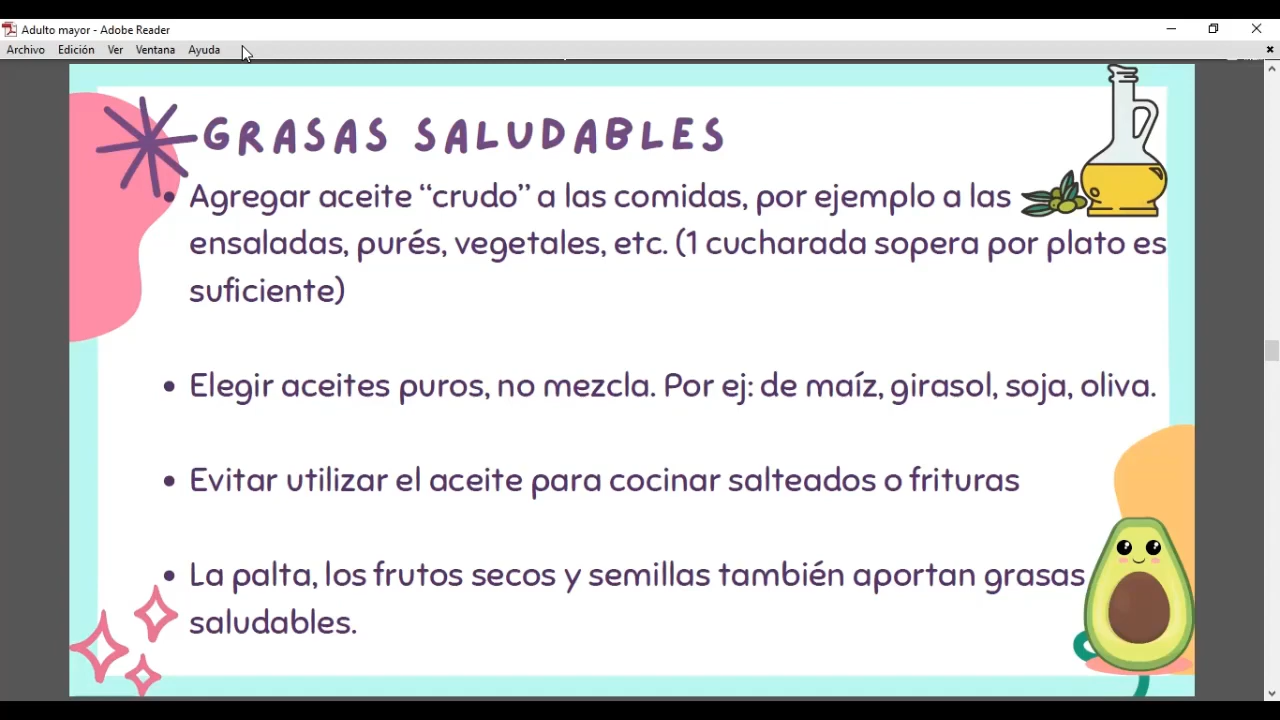 Adulto mayor - Adobe Reader
Archivo Edición Ver Ventana Ayuda
GRASAS SALUDABLES
• Agregar aceite “crudo” a las comidas, por ejemplo a las
ensaladas, purés, vegetales, etc. (1 cucharada sopera por plato es
suficiente)
• Elegir aceites puros, no mezcla. Por ej: de maíz, girasol, soja, oliva.
• Evitar utilizar el aceite para cocinar salteados o frituras
• La palta, los frutos secos y semillas también aportan grasas
saludables.